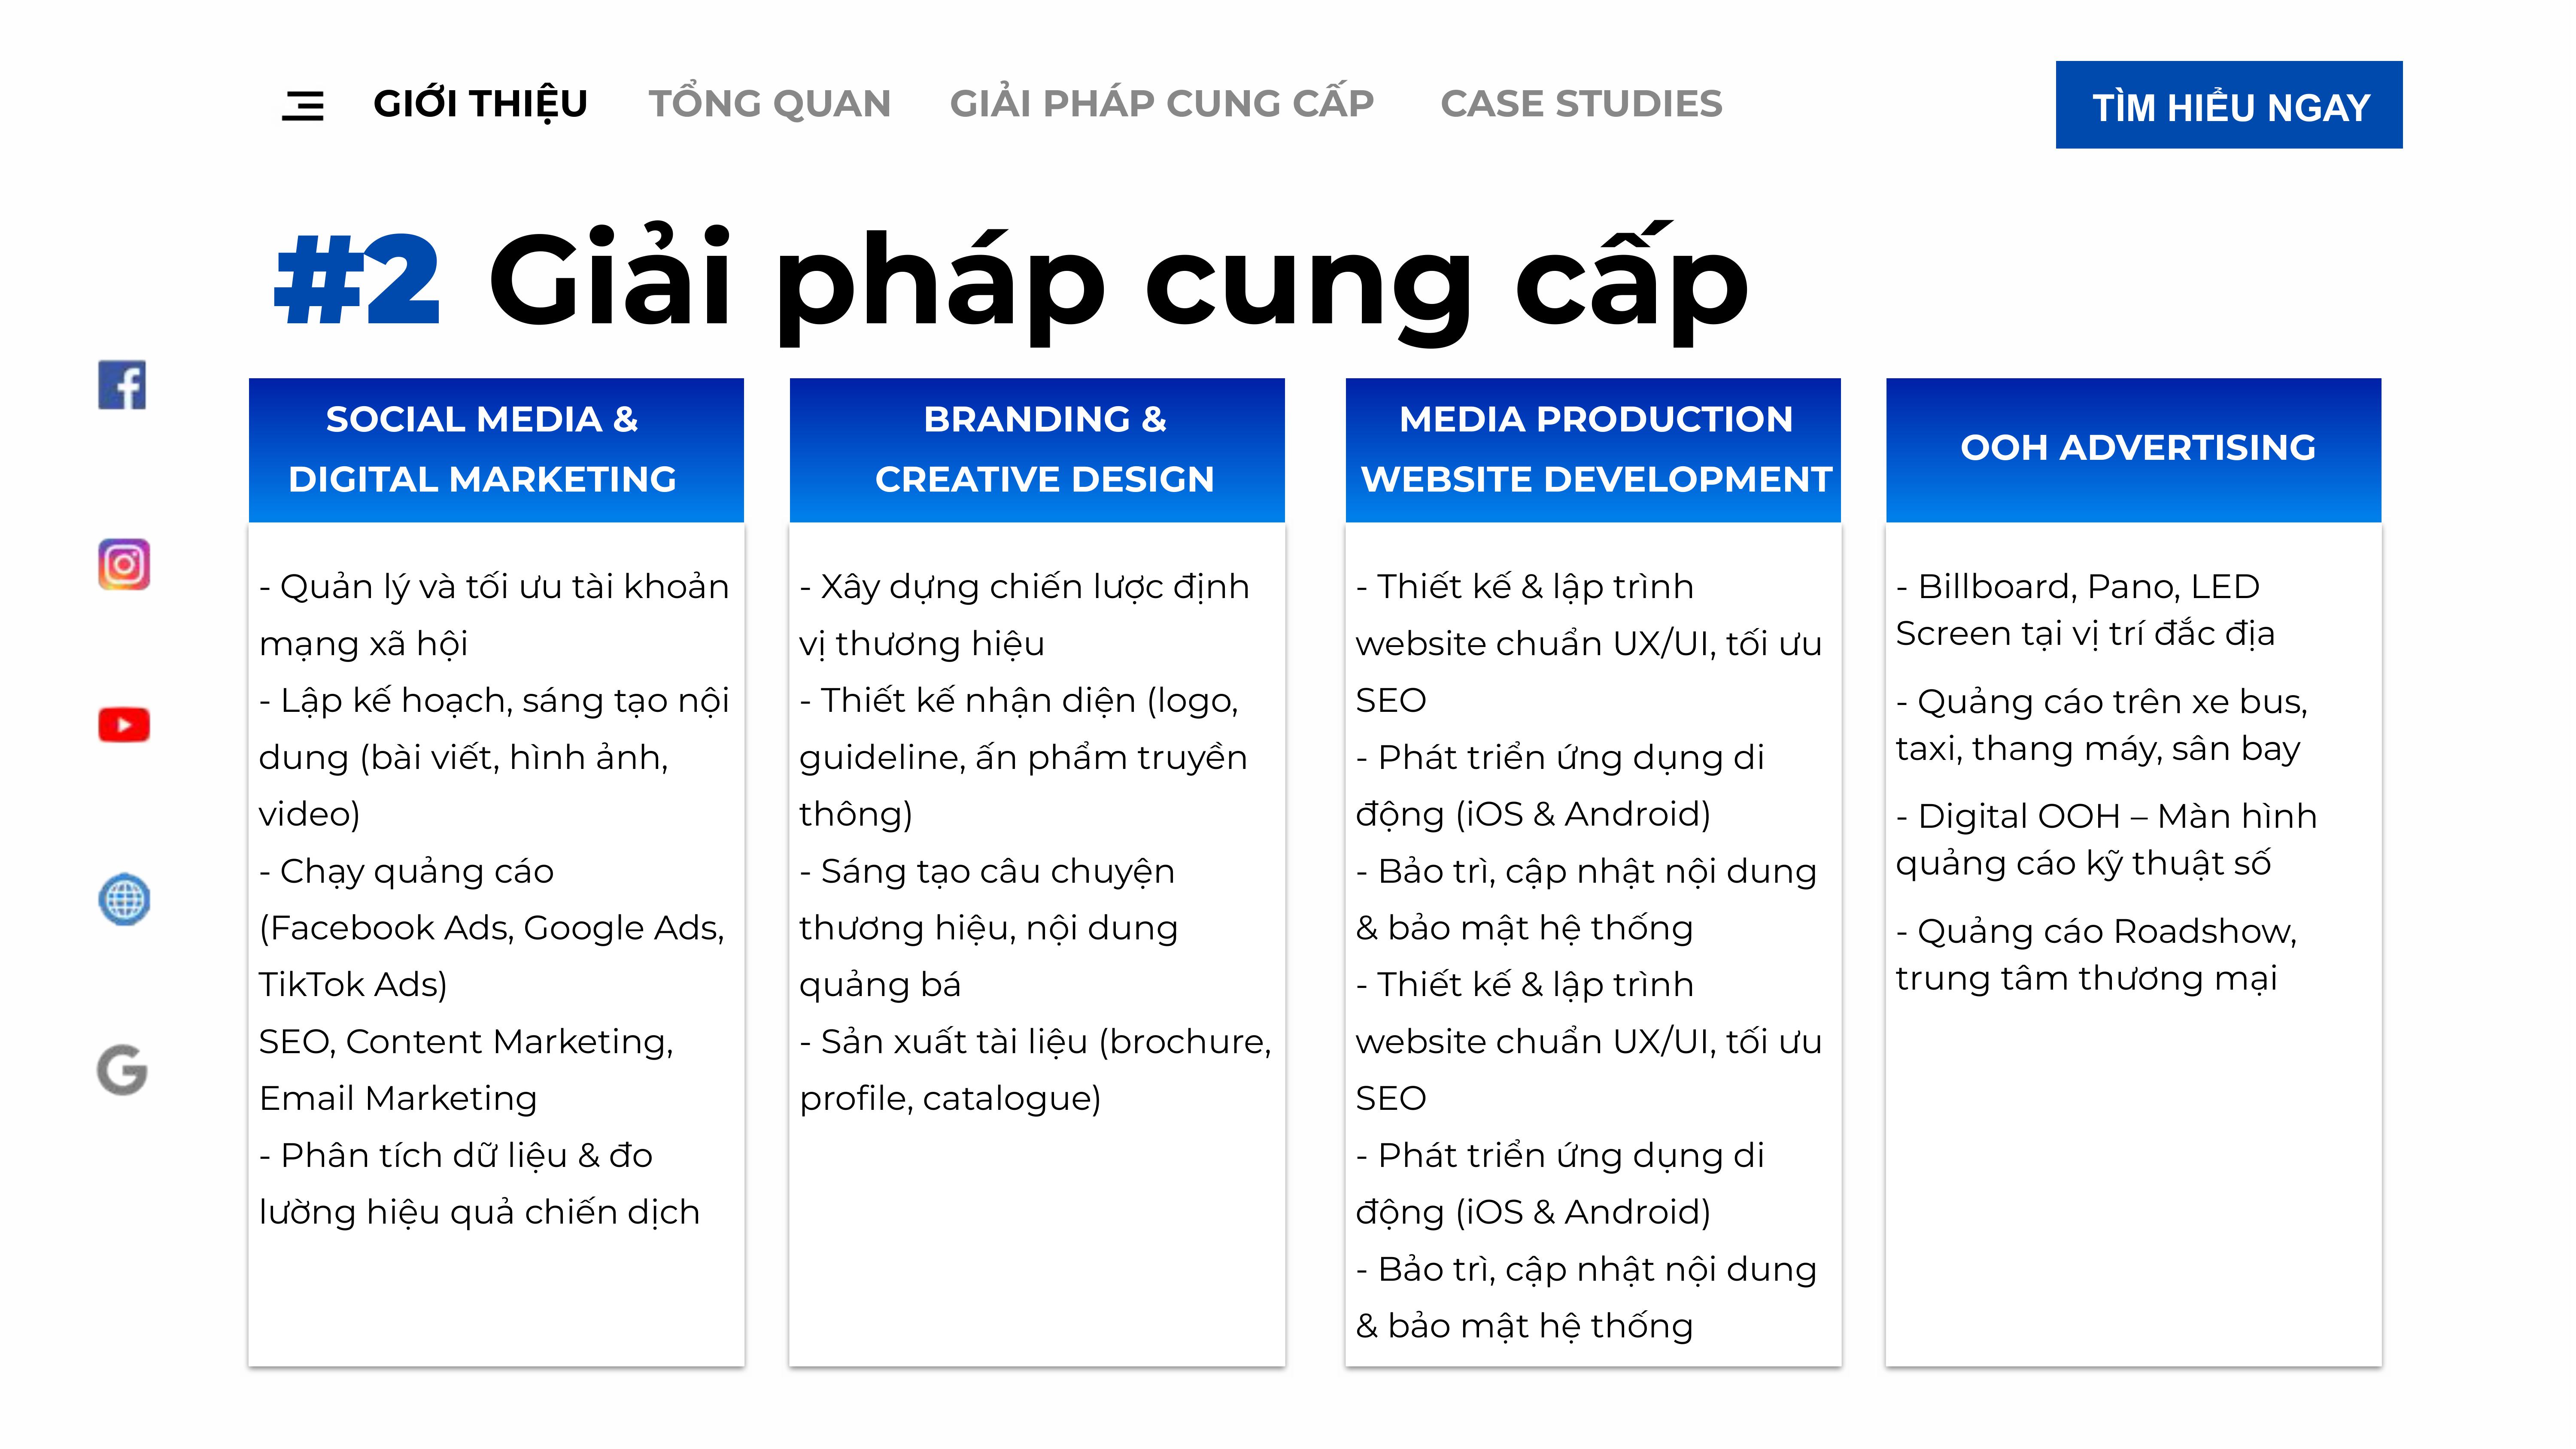 GIỚI THIỆU
TỔNG QUAN
GIẢI PHÁP CUNG CẤP
CASE STUDIES
TÌM HIỂU NGAY
#2 Giải pháp cung cấp
SOCIAL MEDIA &
DIGITAL MARKETING
- Quản lý và tối ưu tài khoản
mạng xã hội
- Lập kế hoạch, sáng tạo nội
dung (bài viết, hình ảnh,
video)
- Chạy quảng cáo
(Facebook Ads, Google Ads,
TikTok Ads)
SEO, Content Marketing,
Email Marketing
- Phân tích dữ liệu & đo
lường hiệu quả chiến dịch
BRANDING &
CREATIVE DESIGN
- Xây dựng chiến lược định
vị thương hiệu
- Thiết kế nhận diện (logo,
guideline, ấn phẩm truyền
thông)
- Sáng tạo câu chuyện
thương hiệu, nội dung
quảng bá
- Sản xuất tài liệu (brochure,
profile, catalogue)
MEDIA PRODUCTION
WEBSITE DEVELOPMENT
- Thiết kế & lập trình
website chuẩn UX/UI, tối ưu
SEO
- Phát triển ứng dụng di
động (iOS & Android)
- Bảo trì, cập nhật nội dung
& bảo mật hệ thống
- Thiết kế & lập trình
website chuẩn UX/UI, tối ưu
SEO
- Phát triển ứng dụng di
động (iOS & Android)
- Bảo trì, cập nhật nội dung
& bảo mật hệ thống
OOH ADVERTISING
- Billboard, Pano, LED
Screen tại vị trí đắc địa
- Quảng cáo trên xe bus,
taxi, thang máy, sân bay
- Digital OOH – Màn hình
quảng cáo kỹ thuật số
- Quảng cáo Roadshow,
trung tâm thương mại